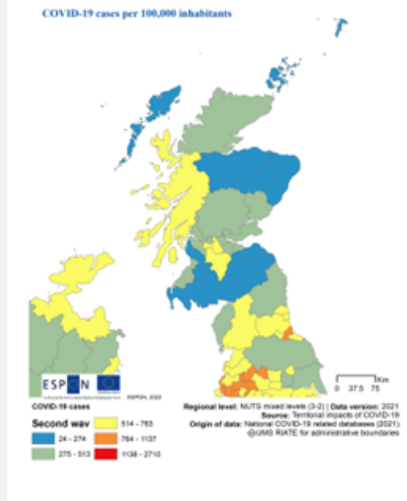 COVID-19 cases per 100,000 inhabitants
ESPON
ESPON, 2022
Km
0 37.5 75
COVID-19 cases
Second wav
24 - 274
275 - 513
514 - 763
764 - 1137
1138 - 2710
Regional level: NUTS mixed levels (3-2) | Data version: 2021
Source: Territorial impacts of COVID-19
Origin of data: National COVID-19 related databases (2021)
@UMS RIATE for administrative boundaries